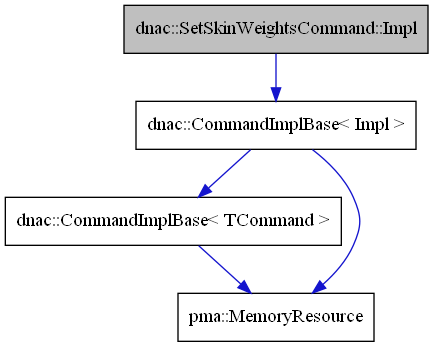 dnac::SetSkinWeightsCommand::Impl
dnac::CommandImplBase< Impl >
dnac::CommandImplBase< TCommand >
pma::MemoryResource